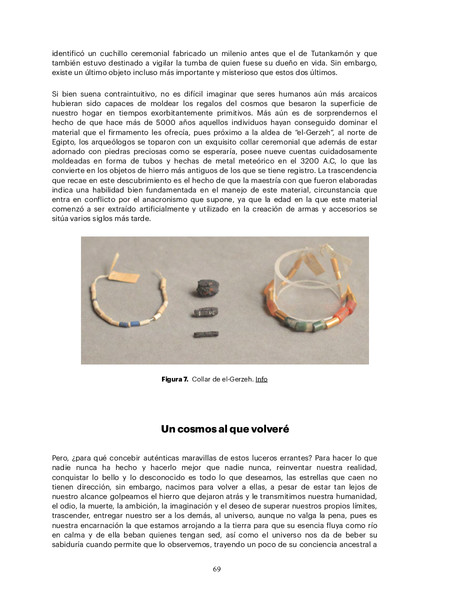 identificó un cuchillo ceremonial fabricado un milenio antes que el de Tutankamón y que
también estuvo destinado a vigilar la tumba de quien fuese su dueño en vida. Sin embargo,
existe un último objeto incluso más importante y misterioso que estos dos últimos.
Si bien suena contraintuitivo, no es difícil imaginar que seres humanos aún más arcaicos
hubieran sido capaces de moldear los regalos del cosmos que besaron la superficie de
nuestro hogar en tiempos exorbitantemente primitivos. Más aún es de sorprendernos el
hecho de que hace más de 5000 años aquellos individuos hayan conseguido dominar el
material que el firmamento les ofrecía, pues próximo a la aldea de “el-Gerzeh”, al norte de
Egipto, los arqueólogos se toparon con un exquisito collar ceremonial que además de estar
adornado con piedras preciosas como se esperaría, posee nueve cuentas cuidadosamente
moldeadas en forma de tubos y hechas de metal meteórico en el 3200 A.C, lo que las
convierte en los objetos de hierro más antiguos de los que se tiene registro. La trascendencia
que recae en este descubrimiento es el hecho de que la maestría con que fueron elaboradas
indica una habilidad bien fundamentada en el manejo de este material, circunstancia que
entra en conflicto por el anacronismo que supone, ya que la edad en la que este material
comenzó a ser extraído artificialmente y utilizado en la creación de armas y accesorios se
sitúa varios siglos más tarde.
Figura 7. Collar de el-Gerzeh. Info
Un cosmos al que volveré
Pero, ¿para qué concebir auténticas maravillas de estos luceros errantes? Para hacer lo que
nadie nunca ha hecho y hacerlo mejor que nadie nunca, reinventar nuestra realidad,
conquistar lo bello y lo desconocido es todo lo que deseamos, las estrellas que caen no
tienen dirección, sin embargo, nacimos para volver a ellas, a pesar de estar tan lejos de
nuestro alcance golpeamos el hierro que dejaron atrás y le transmitimos nuestra humanidad,
el odio, la muerte, la ambición, la imaginación y el deseo de superar nuestros propios límites,
trascender, entregar nuestro ser a los demás, al universo, aunque no valga la pena, pues es
nuestra encarnación la que estamos arrojando a la tierra para que su esencia fluya como río
en calma y de ella beban quienes tengan sed, así como el universo nos da de beber su
sabiduría cuando permite que lo observemos, trayendo un poco de su conciencia ancestral a
69